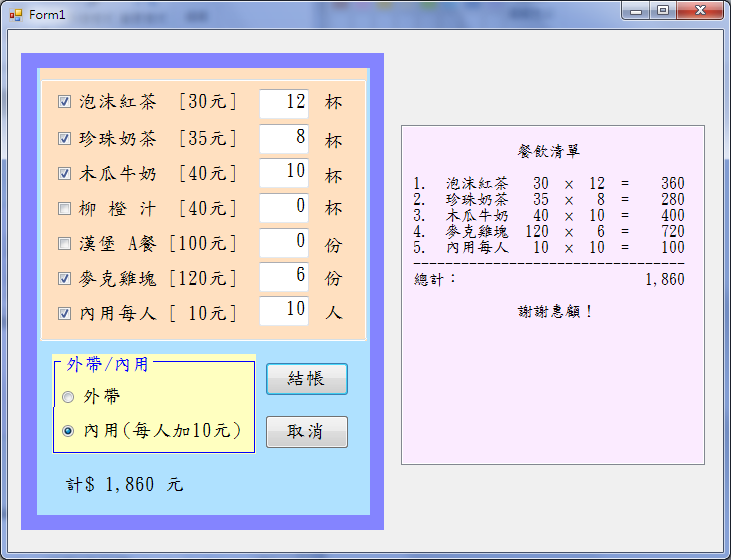 Form1
泡沫紅茶 [30元] 12 杯
珍珠奶茶 [35元] 8 杯
木瓜牛奶 [40元] 10 杯
柳 橙 汁 [40元] 0 杯
漢堡 A餐 [100元] 0 份
麥克雞塊 [120元] 6 份
內用每人 [ 10元] 10 人
外帶/內用
外帶
內用(每人加10元)
結帳
取消
計$ 1,860 元
餐飲清單
1. 泡沫紅茶 30 × 12 = 360
2. 珍珠奶茶 35 × 8 = 280
3. 木瓜牛奶 40 × 10 = 400
4. 麥克雞塊 120 × 6 = 720
5. 內用每人 10 × 10 = 100
總計： 1,860
謝謝惠顧！